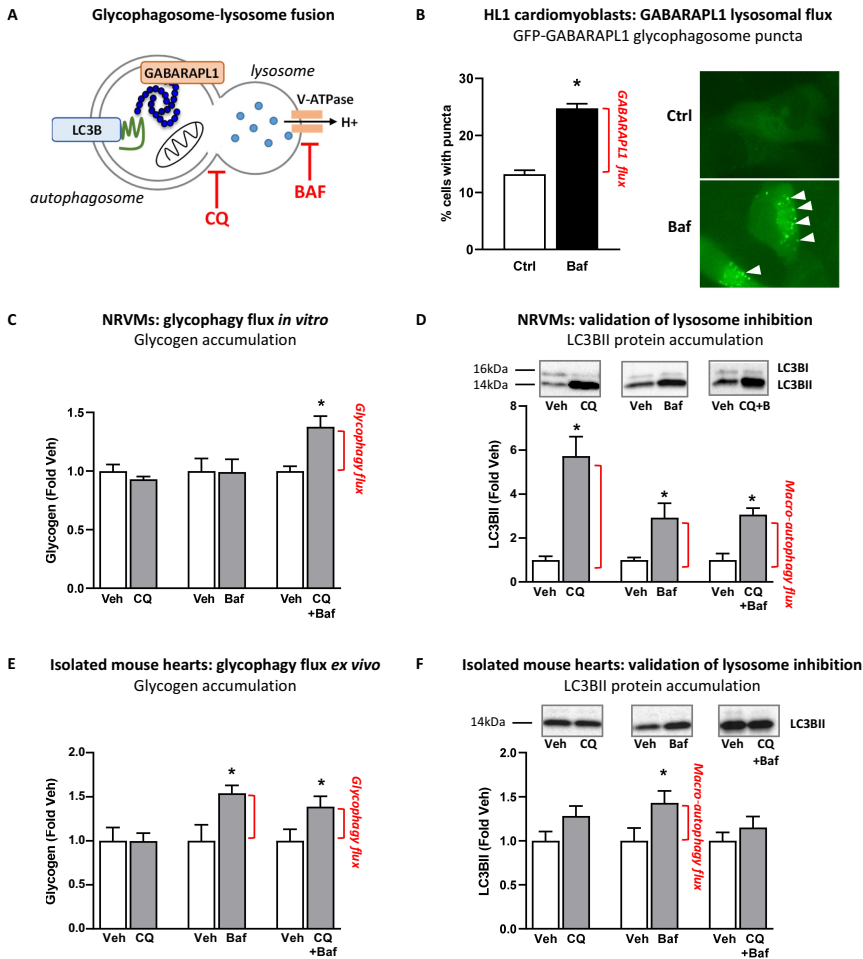 A
Glycophagosome-lysosome fusion
GABARAPL1
lysosome
V-ATPase
H+
LC3B
autophagosome
CQ
BAF
B
HL1 cardiomyoblasts: GABARAPL1 lysosomal flux
GFP-GABARAPL1 glycophagosome puncta
% cells with puncta
30
20
10
0
*
GABARAPL1 flux
Ctrl
Baf
Ctrl
Baf
C
NRVMs: glycophagy flux in vitro
Glycogen accumulation
Glycogen (Fold Veh)
1.5
1.0
0.5
0.0
*
Glycophagy flux
Veh CQ
Veh Baf
Veh CQ
+Baf
D
NRVMs: validation of lysosome inhibition
LC3BII protein accumulation
16kDa
14kDa
LC3BI
LC3BII
Veh CQ
Veh Baf
Veh CQ+B
LC3BII (Fold Veh)
8
6
4
2
0
*
*
*
Macro-autophagy flux
Veh CQ
Veh Baf
Veh CQ
+Baf
E
Isolated mouse hearts: glycophagy flux ex vivo
Glycogen accumulation
Glycogen (Fold Veh)
2.0
1.5
1.0
0.5
0.0
*
*
Glycophagy flux
Veh CQ
Veh Baf
Veh CQ
+Baf
F
Isolated mouse hearts: validation of lysosome inhibition
LC3BII protein accumulation
14kDa
LC3BII
Veh CQ
Veh Baf
Veh CQ
+Baf
LC3BII (Fold Veh)
2.0
1.5
1.0
0.5
0.0
*
Macro-autophagy flux
Veh CQ
Veh Baf
Veh CQ
+Baf